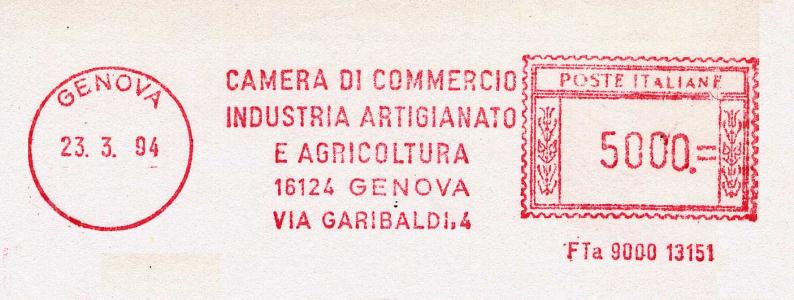 GENOVA
23. 3. 94
CAMERA DI COMMERCIO
INDUSTRIA ARTIGIANATO
E AGRICOLTURA
16124 GENOVA
VIA GARIBALDI,4
POSTE ITALIANE
5000.=
FTa 9000 13151